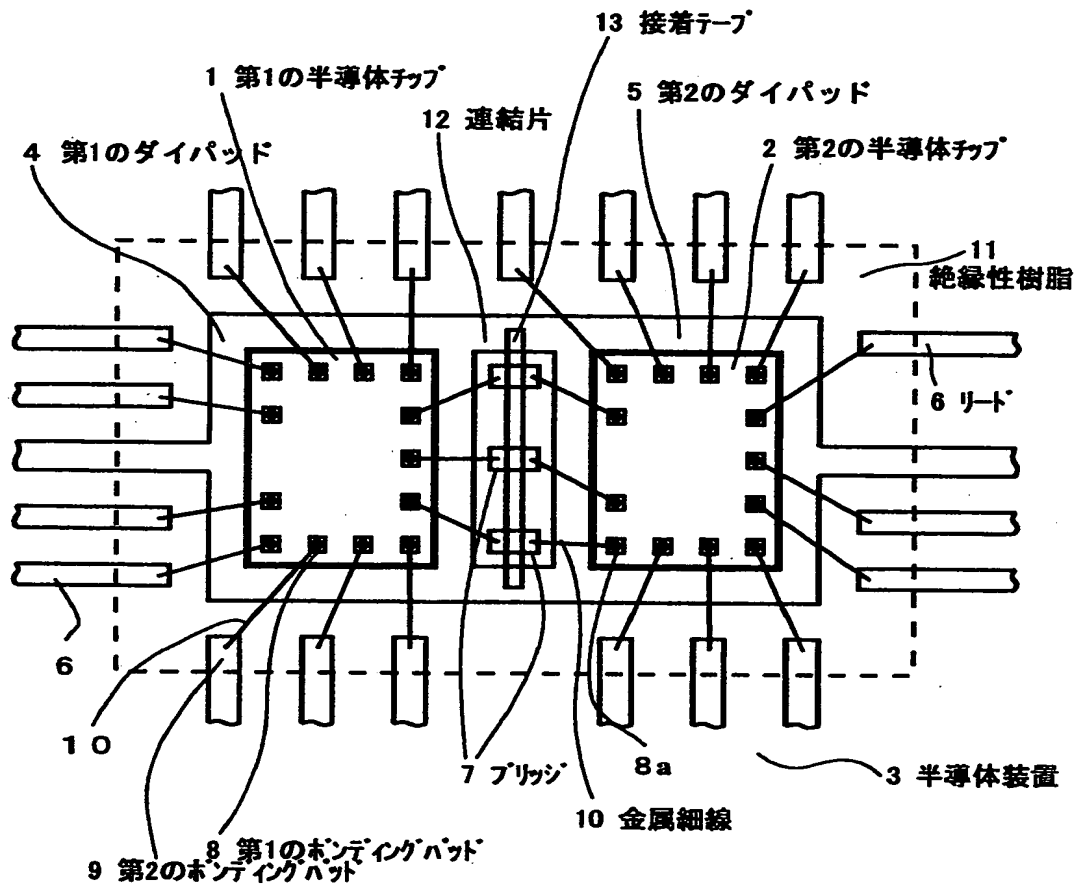 13 接着テープ
1 第1の半導体チップ
5 第2のダイパッド
12 連結片
4 第1のダイパッド
2 第2の半導体チップ
11
絶縁性樹脂
6 リード
6
10
7 ブリッジ
8a
3 半導体装置
10 金属細線
8 第1のボンディングパッド
9 第2のボンディングパット